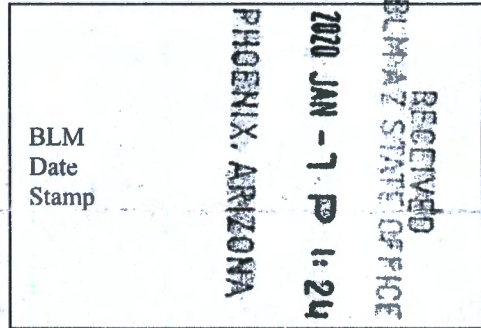 BLM
Date
Stamp
RECEIVED
BLM AZ STATE OFFICE
2020 JAN -7 P 1:24
PHOENIX, ARIZONA